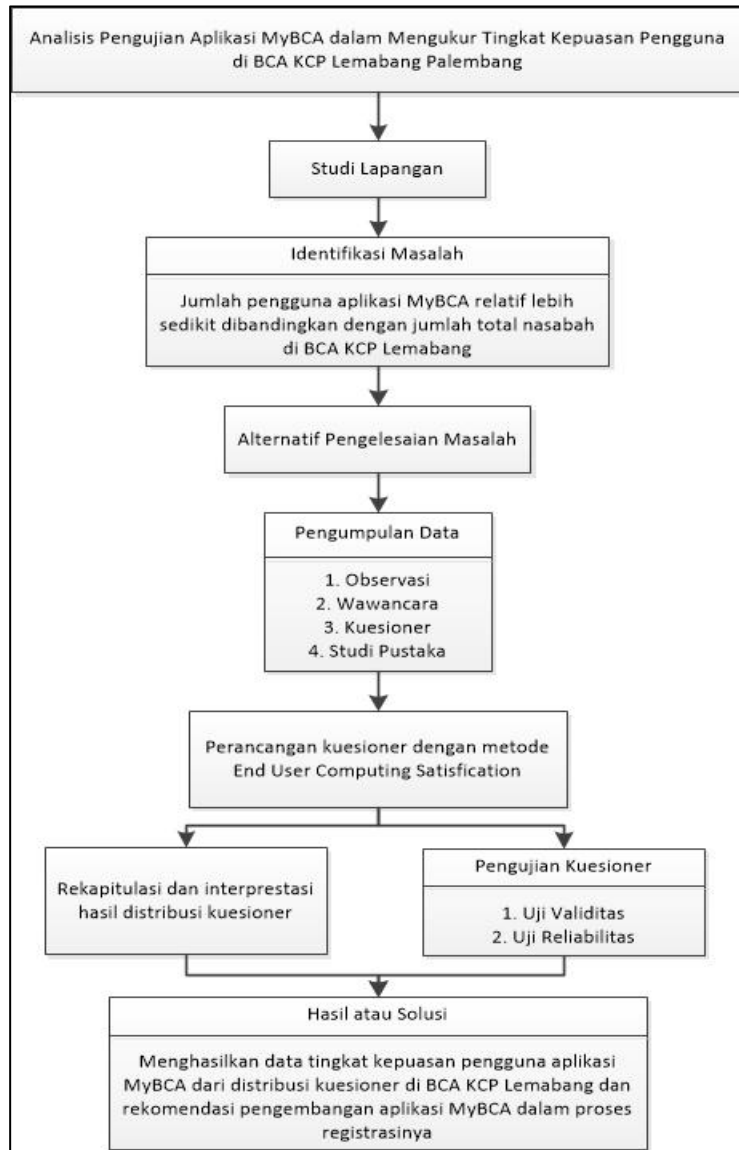 Analisis Pengujian Aplikasi MyBCA dalam Mengukur Tingkat Kepuasan Pengguna
di BCA KCP Lemabang Palembang
Studi Lapangan
Identifikasi Masalah
Jumlah pengguna aplikasi MyBCA relatif lebih
sedikit dibandingkan dengan jumlah total nasabah
di BCA KCP Lemabang
Alternatif Pengelesaian Masalah
Pengumpulan Data
1. Observasi
2. Wawancara
3. Kuesioner
4. Studi Pustaka
Perancangan kuesioner dengan metode
End User Computing Satisfication
Rekapitulasi dan interprestasi
hasil distribusi kuesioner
Pengujian Kuesioner
1. Uji Validitas
2. Uji Reliabilitas
Hasil atau Solusi
Menghasilkan data tingkat kepuasan pengguna aplikasi
MyBCA dari distribusi kuesioner di BCA KCP Lemabang dan
rekomendasi pengembangan aplikasi MyBCA dalam proses
registrasinya